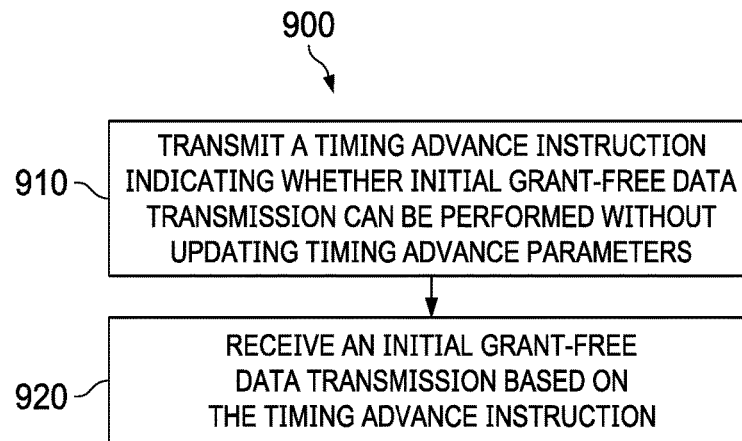 900
910
TRANSMIT A TIMING ADVANCE INSTRUCTION
INDICATING WHETHER INITIAL GRANT-FREE DATA
TRANSMISSION CAN BE PERFORMED WITHOUT
UPDATING TIMING ADVANCE PARAMETERS
920
RECEIVE AN INITIAL GRANT-FREE
DATA TRANSMISSION BASED ON
THE TIMING ADVANCE INSTRUCTION